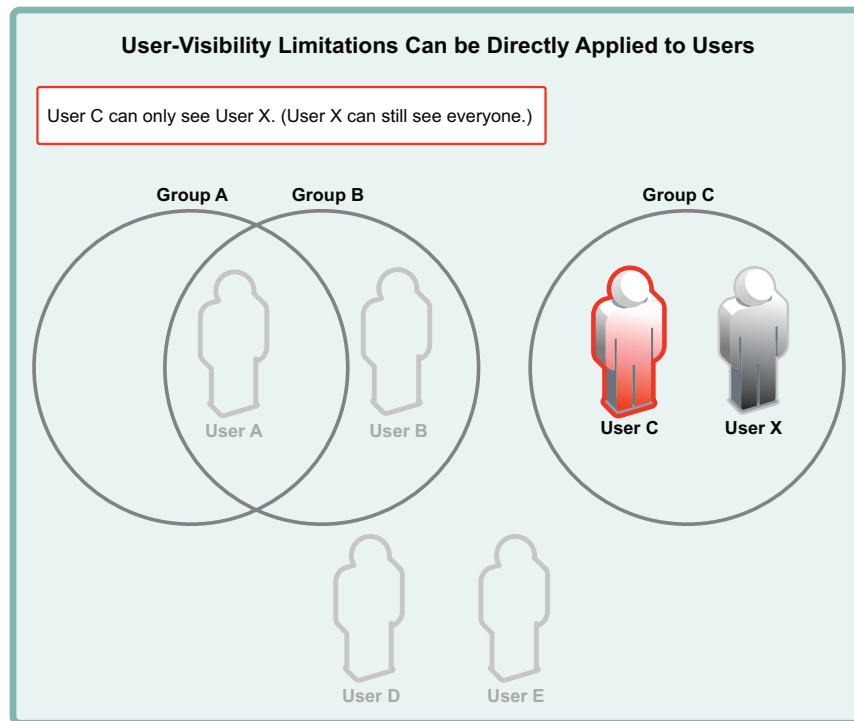 User-Visibility Limitations Can be Directly Applied to Users
User C can only see User X. (User X can still see everyone.)
Group A
Group B
Group C
User A
User B
User C
User X
User D
User E